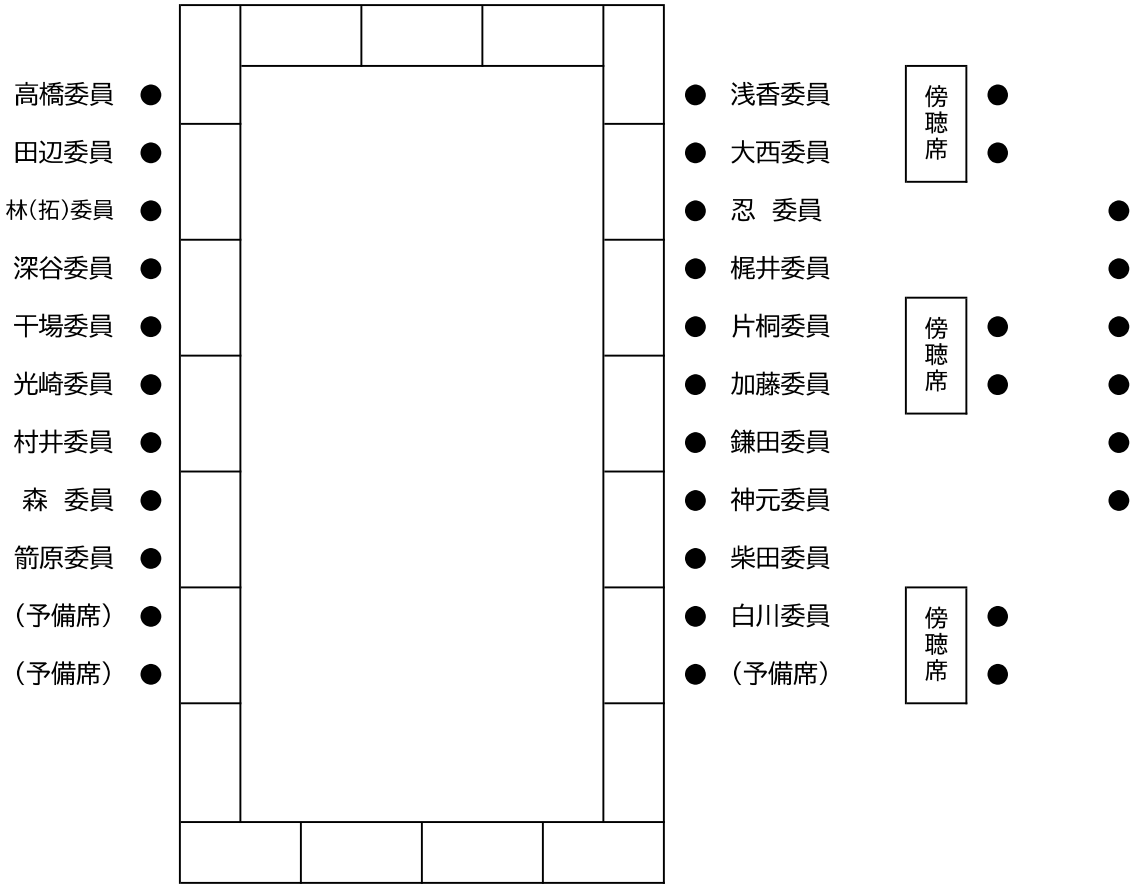 高橋委員
田辺委員
林(拓)委員
深谷委員
干場委員
光崎委員
村井委員
森 委員
箭原委員
(予備席)
(予備席)
浅香委員
大西委員
忍 委員
梶井委員
片桐委員
加藤委員
鎌田委員
神元委員
柴田委員
白川委員
(予備席)
傍聴席
傍聴席
傍聴席